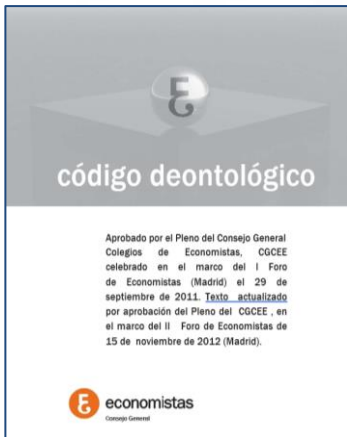 código deontológico
Aprobado por el Pleno del Consejo General
Colegios de Economistas, CGCEE
celebrado en el marco del I Foro
de Economistas (Madrid) el 29 de
septiembre de 2011. Texto actualizado
por aprobación del Pleno del CGCEE , en
el marco del II Foro de Economistas de
15 de noviembre de 2012 (Madrid).
economistas
Consejo General